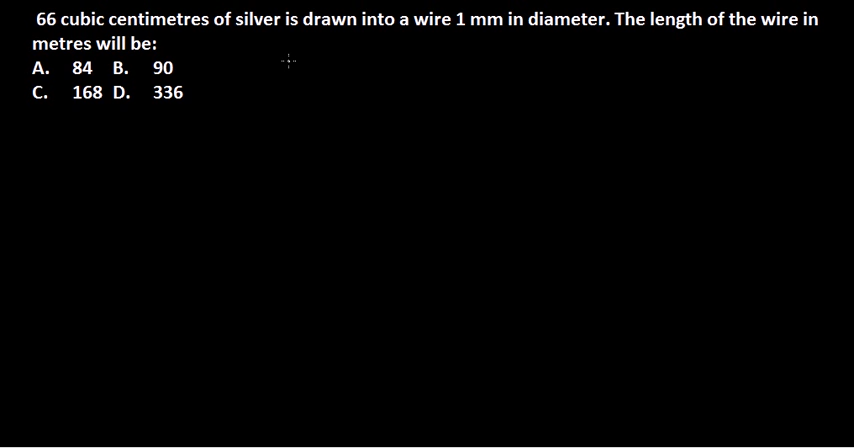 66 cubic centimetres of silver is drawn into a wire 1 mm in diameter. The length of the wire in
metres will be:
A. 84 B. 90
C. 168 D. 336